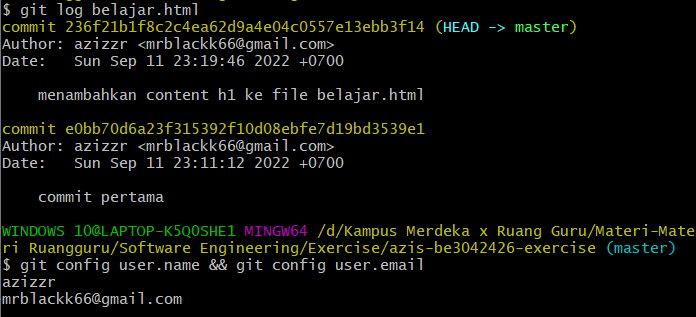 $ git log belajar.html
commit 236f21b1f8c2c4ea62d9a4e04c0557e13ebb3f14 (HEAD -> master)
Author: azizzr <mrblackk66@gmail.com>
Date:   Sun Sep 11 23:19:46 2022 +0700
    menambahkan content h1 ke file belajar.html
commit e0bb70d6a23f315392f10d08ebfe7d19bd3539e1
Author: azizzr <mrblackk66@gmail.com>
Date:   Sun Sep 11 23:11:12 2022 +0700
    commit pertama
WINDOWS 10@LAPTOP-K5QOSHE1 MINGW64 /d/Kampus Merdeka x Ruang Guru/Materi-Mate
ri Ruangguru/Software Engineering/Exercise/azis-be3042426-exercise (master)
$ git config user.name && git config user.email
azizzr
mrblackk66@gmail.com